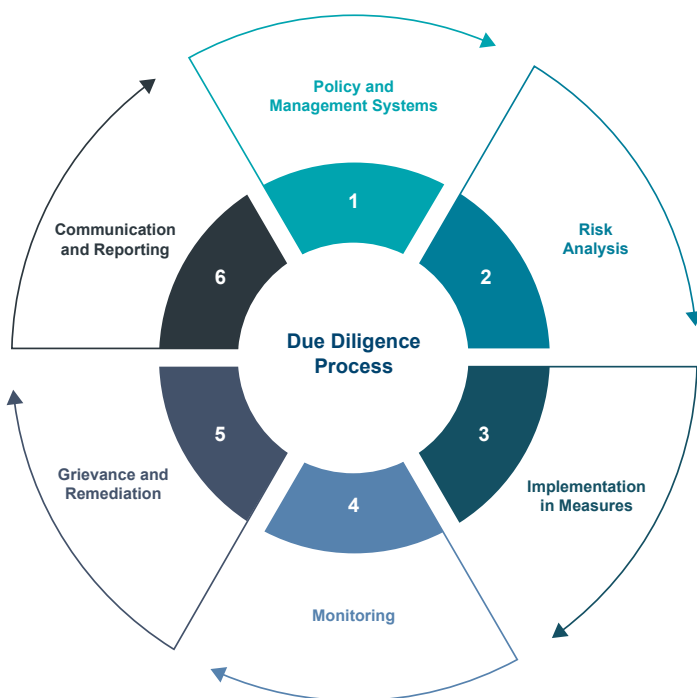 Policy and
Management Systems
1
Risk
Analysis
2
Implementation
in Measures
3
Monitoring
4
Grievance and
Remediation
5
Communication
and Reporting
6
Due Diligence
Process